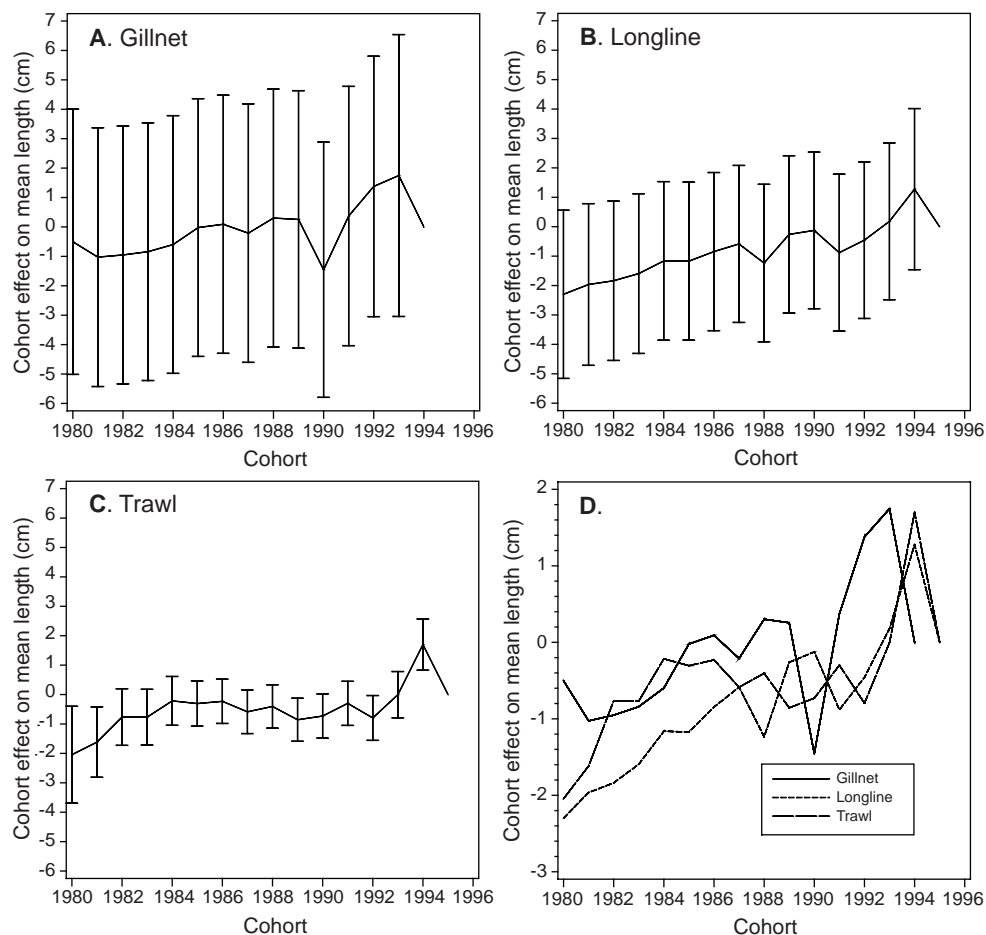 A. Gillnet
Cohort effect on mean length (cm)
7
6
5
4
3
2
1
0
-1
-2
-3
-4
-5
-6
1980 1982 1984 1986 1988 1990 1992 1994 1996
Cohort
B. Longline
Cohort effect on mean length (cm)
7
6
5
4
3
2
1
0
-1
-2
-3
-4
-5
-6
1980 1982 1984 1986 1988 1990 1992 1994 1996
Cohort
C. Trawl
Cohort effect on mean length (cm)
7
6
5
4
3
2
1
0
-1
-2
-3
-4
-5
-6
1980 1982 1984 1986 1988 1990 1992 1994 1996
Cohort
D.
Cohort effect on mean length (cm)
2
1
0
-1
-2
-3
Gillnet
Longline
Trawl
1980 1982 1984 1986 1988 1990 1992 1994 1996
Cohort